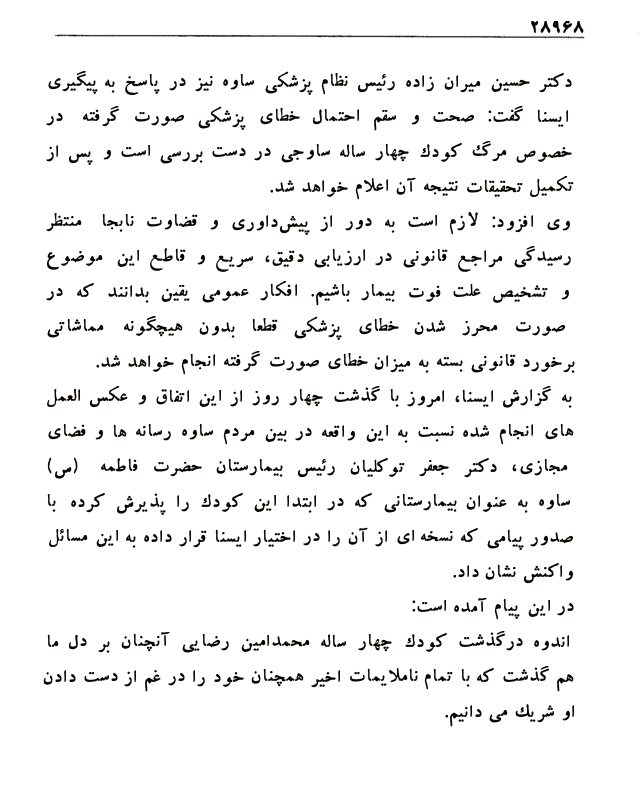 ۲۸۹۶۸
دکتر حسین میران زاده رئیس نظام پزشکی ساوه نیز در پاسخ به پیگیری
ایسنا گفت: صحت و سقم احتمال خطای پزشکی صورت گرفته در
خصوص مرگ کودک چهار ساله ساوجی در دست بررسی است و پس از
تکمیل تحقیقات نتیجه آن اعلام خواهد شد.
وی افزود: لازم است به دور از پیش‌داوری و قضاوت نابجا منتظر
رسیدگی مراجع قانونی در ارزیابی دقیق، سریع و قاطع این موضوع
و تشخیص علت فوت بیمار باشیم. افکار عمومی یقین بدانند که در
صورت محرز شدن خطای پزشکی قطعا بدون هیچگونه مماشاتی
برخورد قانونی بسته به میزان خطای صورت گرفته انجام خواهد شد.
به گزارش ایسنا، امروز با گذشت چهار روز از این اتفاق و عکس العمل
های انجام شده نسبت به این واقعه در بین مردم ساوه رسانه ها و فضای
مجازی، دکتر جعفر توکلیان رئیس بیمارستان حضرت فاطمه (س)
ساوه به عنوان بیمارستانی که در ابتدا این کودک را پذیرش کرده با
صدور پیامی که نسخه ای از آن را در اختیار ایسنا قرار داده به این مسائل
واکنش نشان داد.
در این پیام آمده است:
اندوه درگذشت کودک چهار ساله محمدامین رضایی آنچنان بر دل ما
هم گذشت که با تمام ناملایمات اخیر همچنان خود را در غم از دست دادن
او شریک می دانیم.